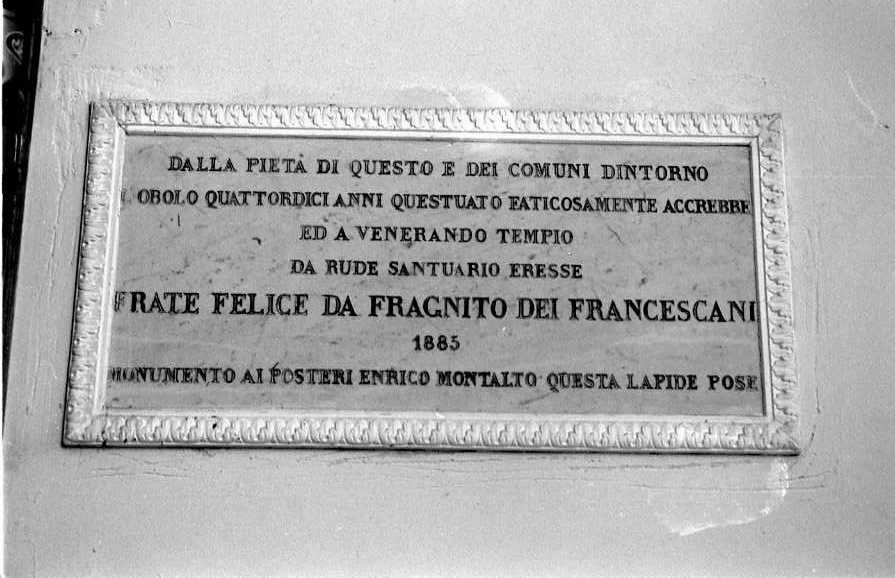 DALLA PIETÀ DI QUESTO E DEI COMUNI DINTORNO
L OBOLO QUATTORDICI ANNI QUESTUATO FATICOSAMENTE ACCREBBE
ED A VENERANDO TEMPIO
DA RUDE SANTUARIO ERESSE
FRATE FELICE DA FRAGNITO DEI FRANCESCANI
1885
MONUMENTO AI POSTERI ENRICO MONTALTO QUESTA LAPIDE POSE